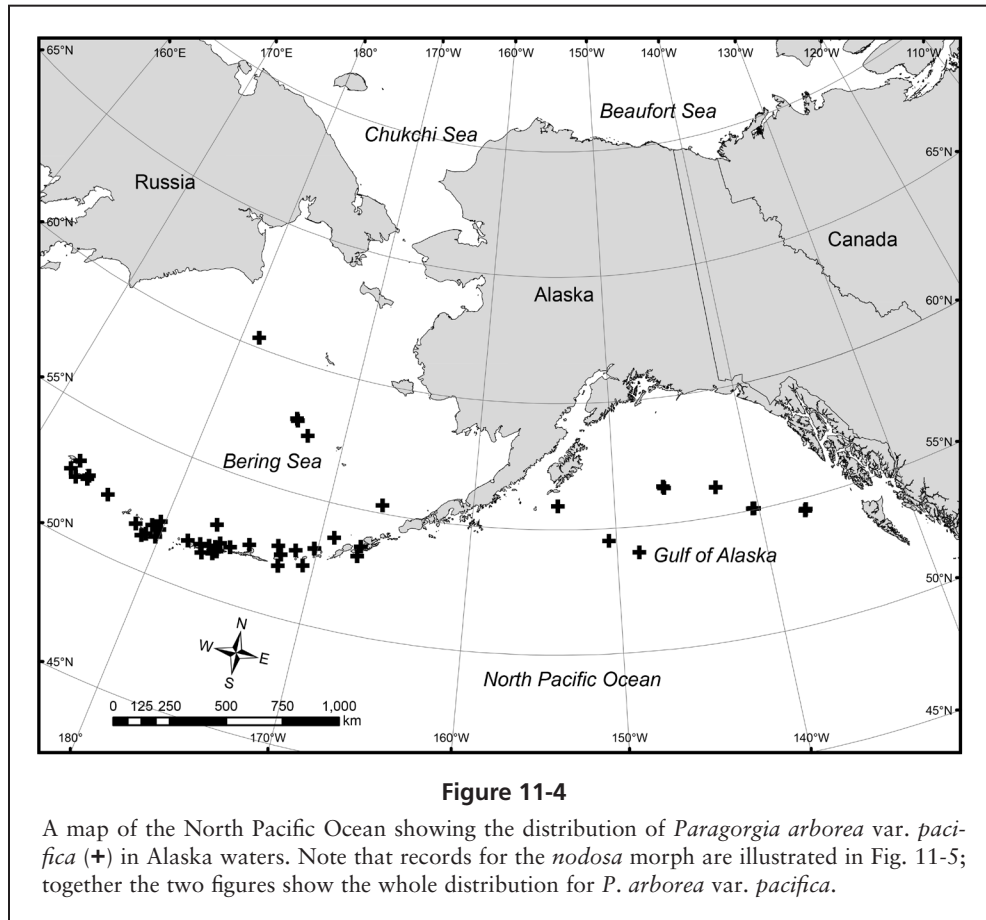 160°E 170°E 180° 170°W 160°W 150°W 140°W 130°W 120°W 110°W
65°N
Beaufort Sea
Chukchi Sea
65°N
Russia
60°N
Canada
Alaska
60°N
55°N
55°N
Bering Sea
50°N
Gulf of Alaska
50°N
N
W E
S
45°N
North Pacific Ocean
0 125 250 500 750 1,000
km
45°N
180° 170°W 160°W 150°W 140°W
Figure 11-4
A map of the North Pacific Ocean showing the distribution of Paragorgia arborea var. paci-
fica (+) in Alaska waters. Note that records for the nodosa morph are illustrated in Fig. 11-5;
together the two figures show the whole distribution for P. arborea var. pacifica.